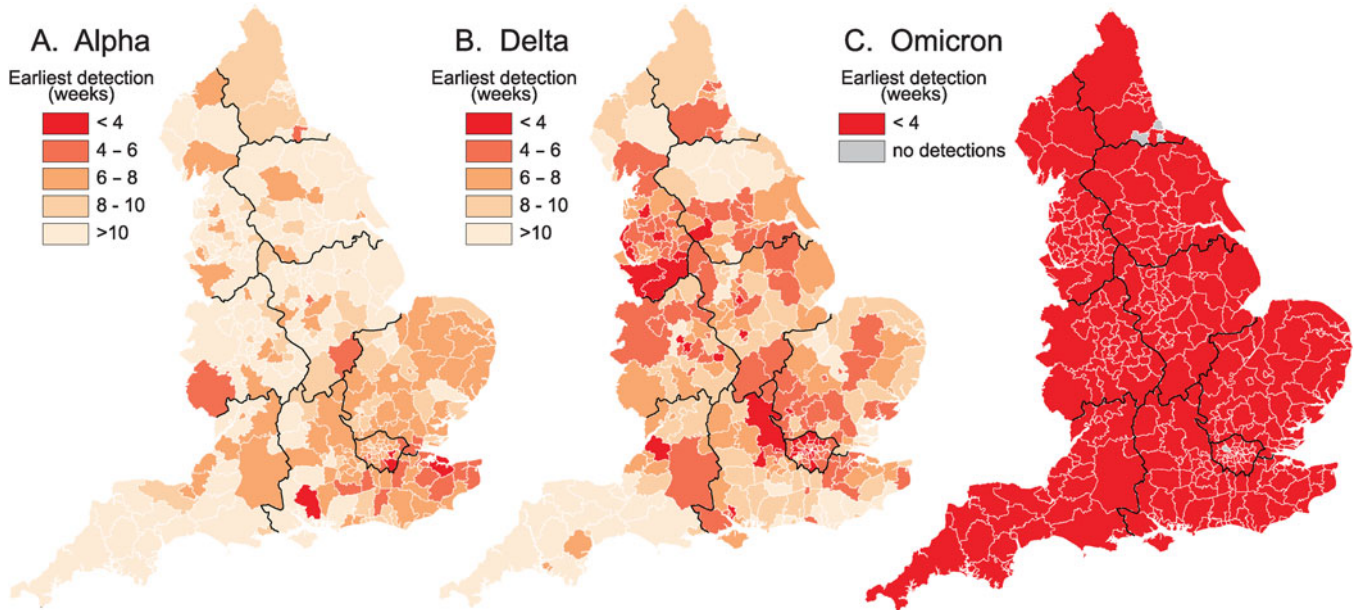 A. Alpha
Earliest detection
(weeks)
< 4
4 – 6
6 – 8
8 - 10
>10
B. Delta
Earliest detection
(weeks)
< 4
4 – 6
6 – 8
8 - 10
>10
C. Omicron
Earliest detection
(weeks)
< 4
no detections